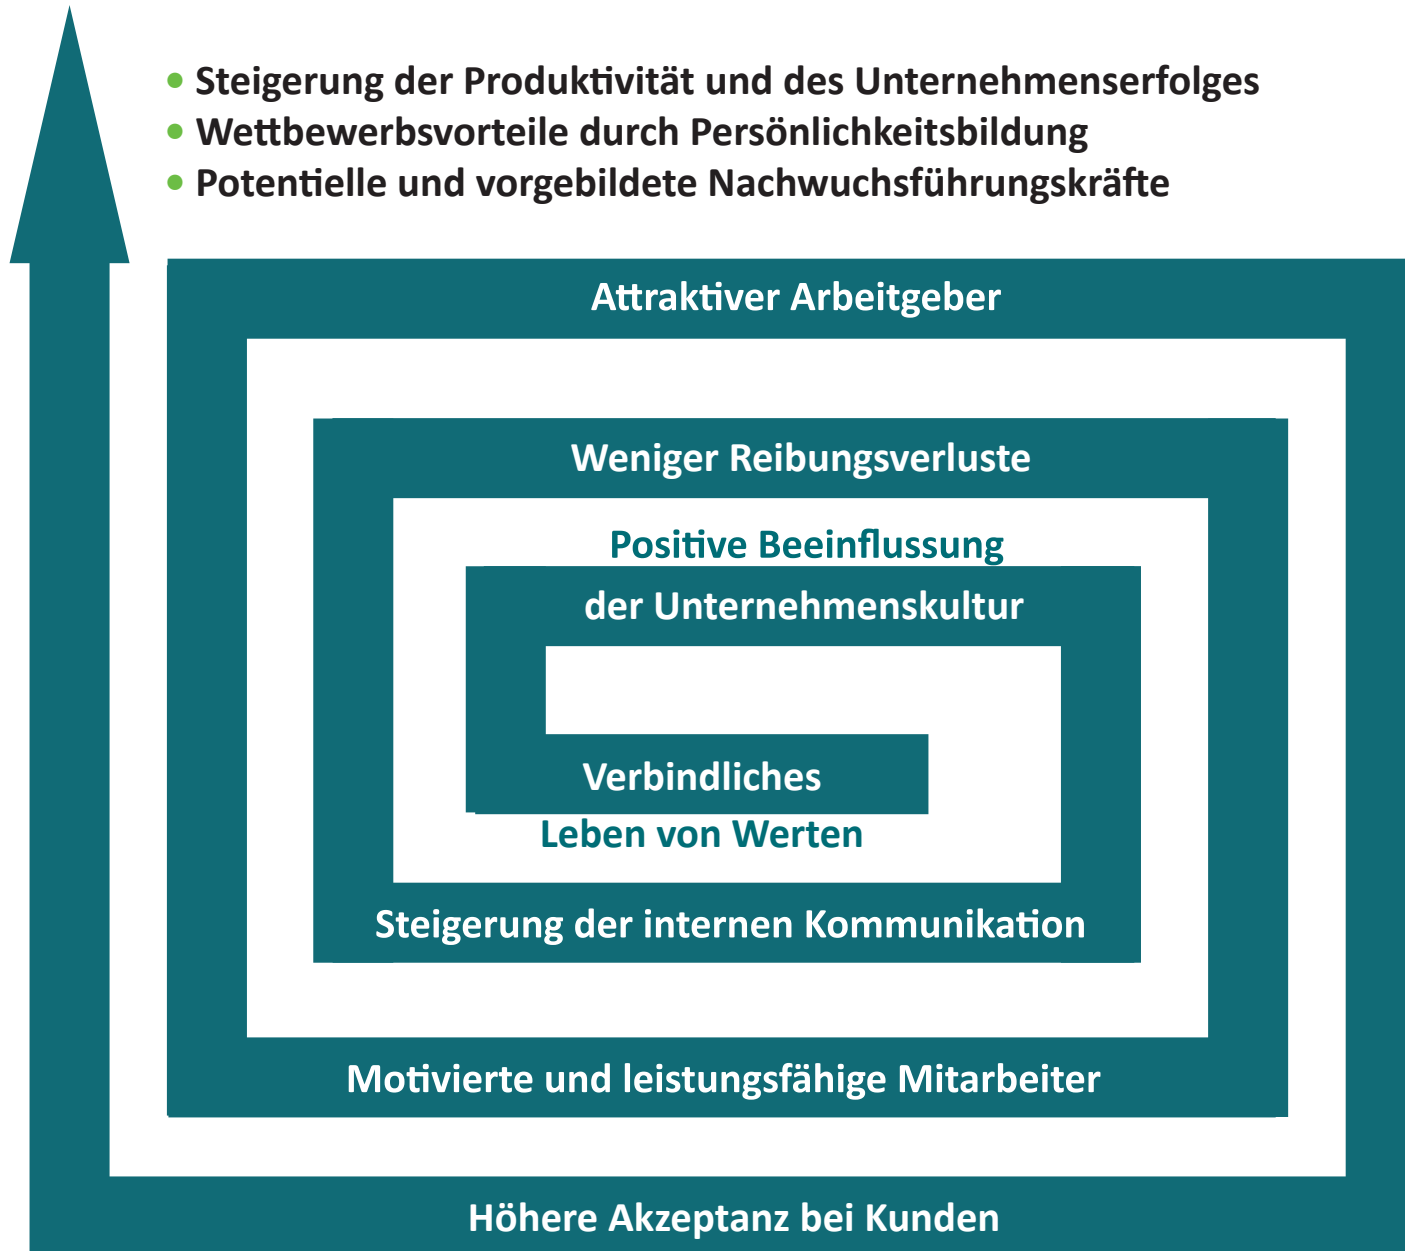 • Steigerung der Produktivität und des Unternehmenserfolges
• Wettbewerbsvorteile durch Persönlichkeitsbildung
• Potentielle und vorgebildete Nachwuchsführungskräfte
Attraktiver Arbeitgeber
Weniger Reibungsverluste
Positive Beeinflussung
der Unternehmenskultur
Verbindliches
Leben von Werten
Steigerung der internen Kommunikation
Motivierte und leistungsfähige Mitarbeiter
Höhere Akzeptanz bei Kunden